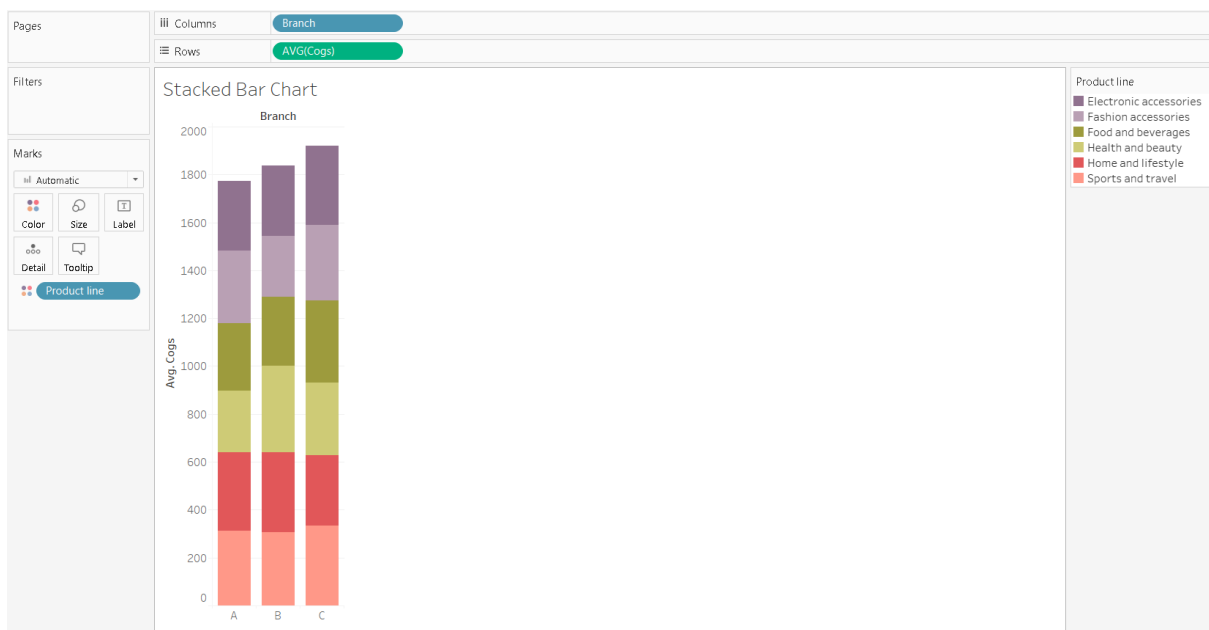 Pages
Columns
Branch
Rows
AVG(Cogs)
Filters
Marks
Automatic
Color
Size
Label
Detail
Tooltip
Product line
Stacked Bar Chart
Branch
Avg. Cogs
2000
1800
1600
1400
1200
1000
800
600
400
200
0
A B C
Product line
Electronic accessories
Fashion accessories
Food and beverages
Health and beauty
Home and lifestyle
Sports and travel